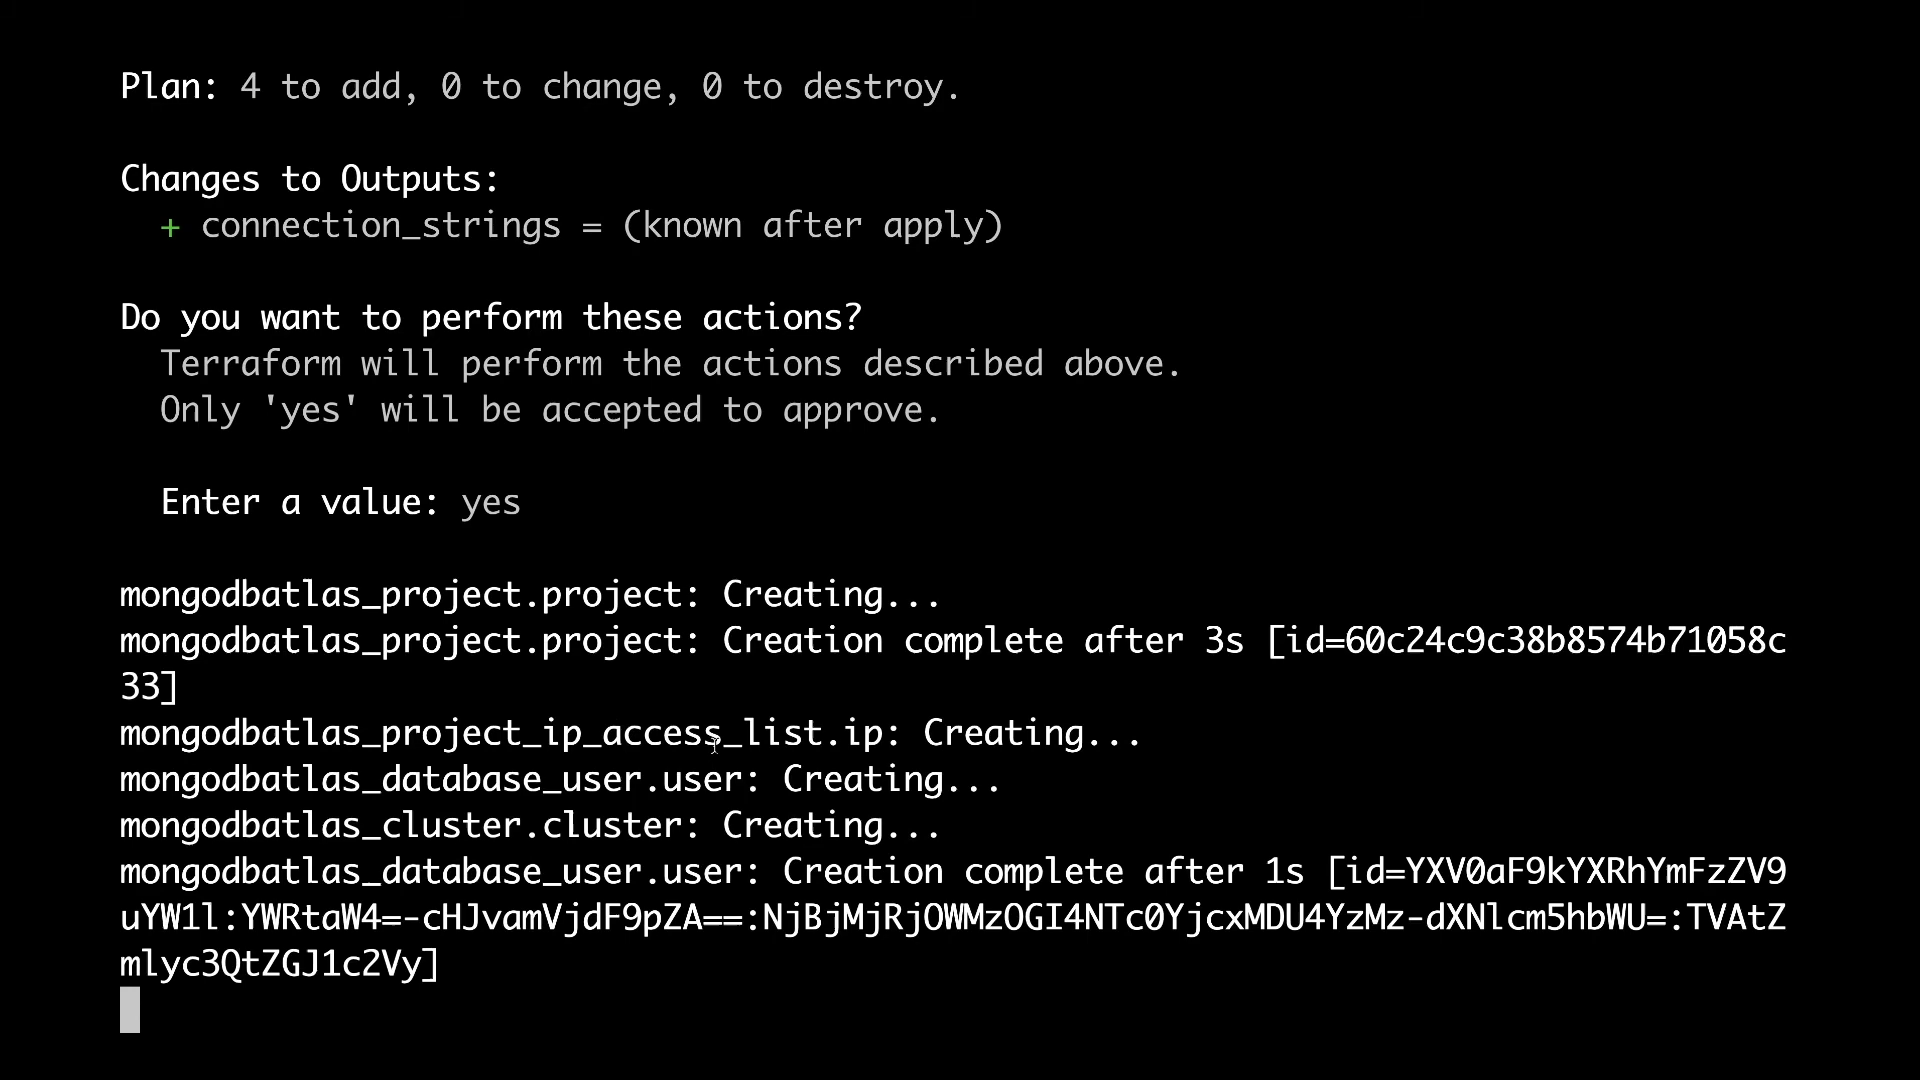 Plan: 4 to add, 0 to change, 0 to destroy.
Changes to Outputs:
+ connection_strings = (known after apply)
Do you want to perform these actions?
Terraform will perform the actions described above.
Only 'yes' will be accepted to approve.
Enter a value: yes
mongodbatlas_project.project: Creating...
mongodbatlas_project.project: Creation complete after 3s [id=60c24c9c38b8574b71058c
33]
mongodbatlas_project_ip_access_list.ip: Creating...
mongodbatlas_database_user.user: Creating...
mongodbatlas_cluster.cluster: Creating...
mongodbatlas_database_user.user: Creation complete after 1s [id=YXV0aF9kYXRhYmFzZV9
uYW1l:YWRtaW4=-cHJvamVjdF9pZA==:NjBjMjRjOWMzOGI4NTc0YjcxMDU4YzMz-dXNlcm5hbWU=:TVAtZ
mlyc3QtZGJ1c2Vy]